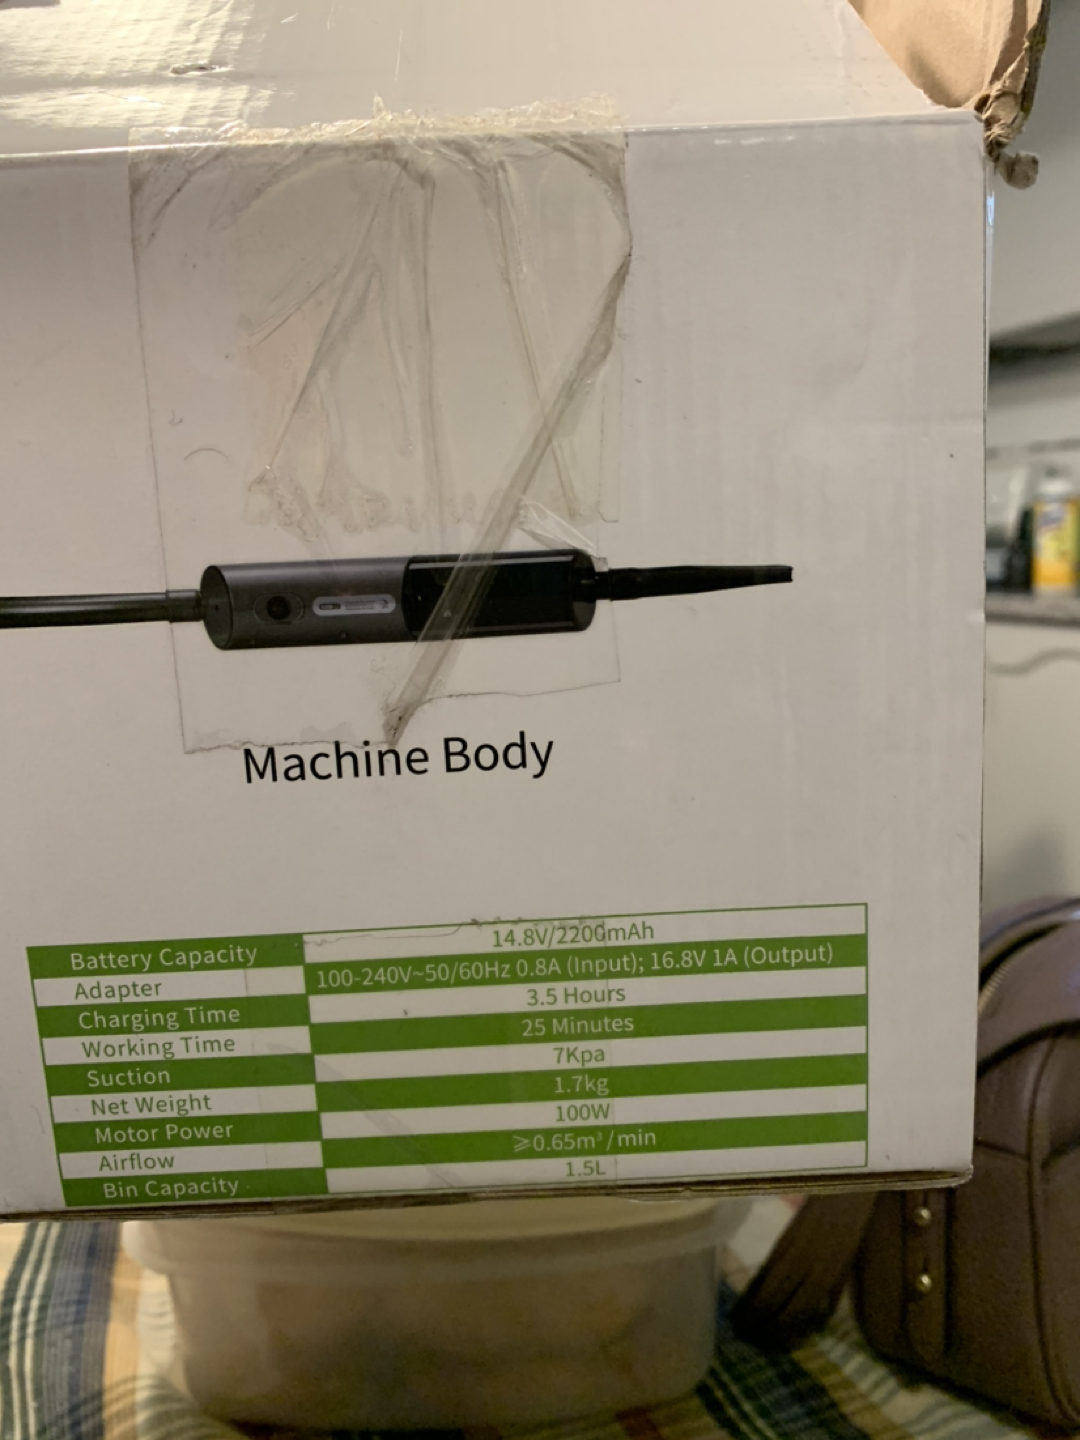 Machine Body
Battery Capacity 14.8V/2200mAh
Adapter 100-240V~50/60Hz 0.8A (Input); 16.8V 1A (Output)
Charging Time 3.5 Hours
Working Time 25 Minutes
Suction 7Kpa
Net Weight 1.7kg
Motor Power 100W
Airflow ≥0.65m³/min
Bin Capacity 1.5L